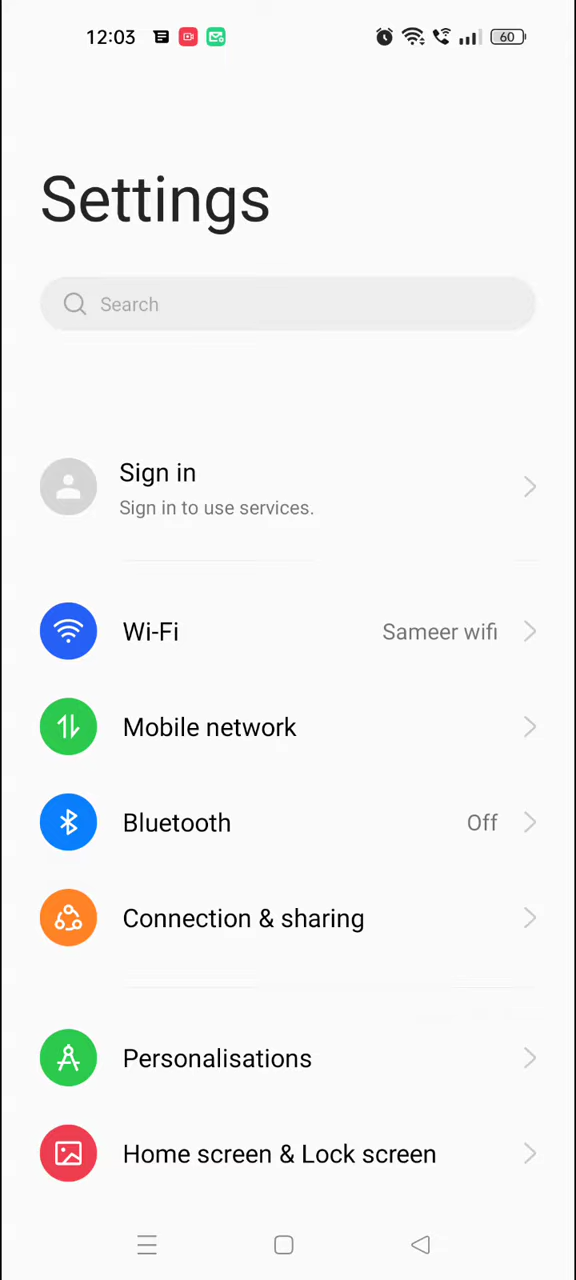 12:03
60
Settings
Search
Sign in
Sign in to use services.
Wi-Fi Sameer wifi
Mobile network
Bluetooth Off
Connection & sharing
Personalisations
Home screen & Lock screen